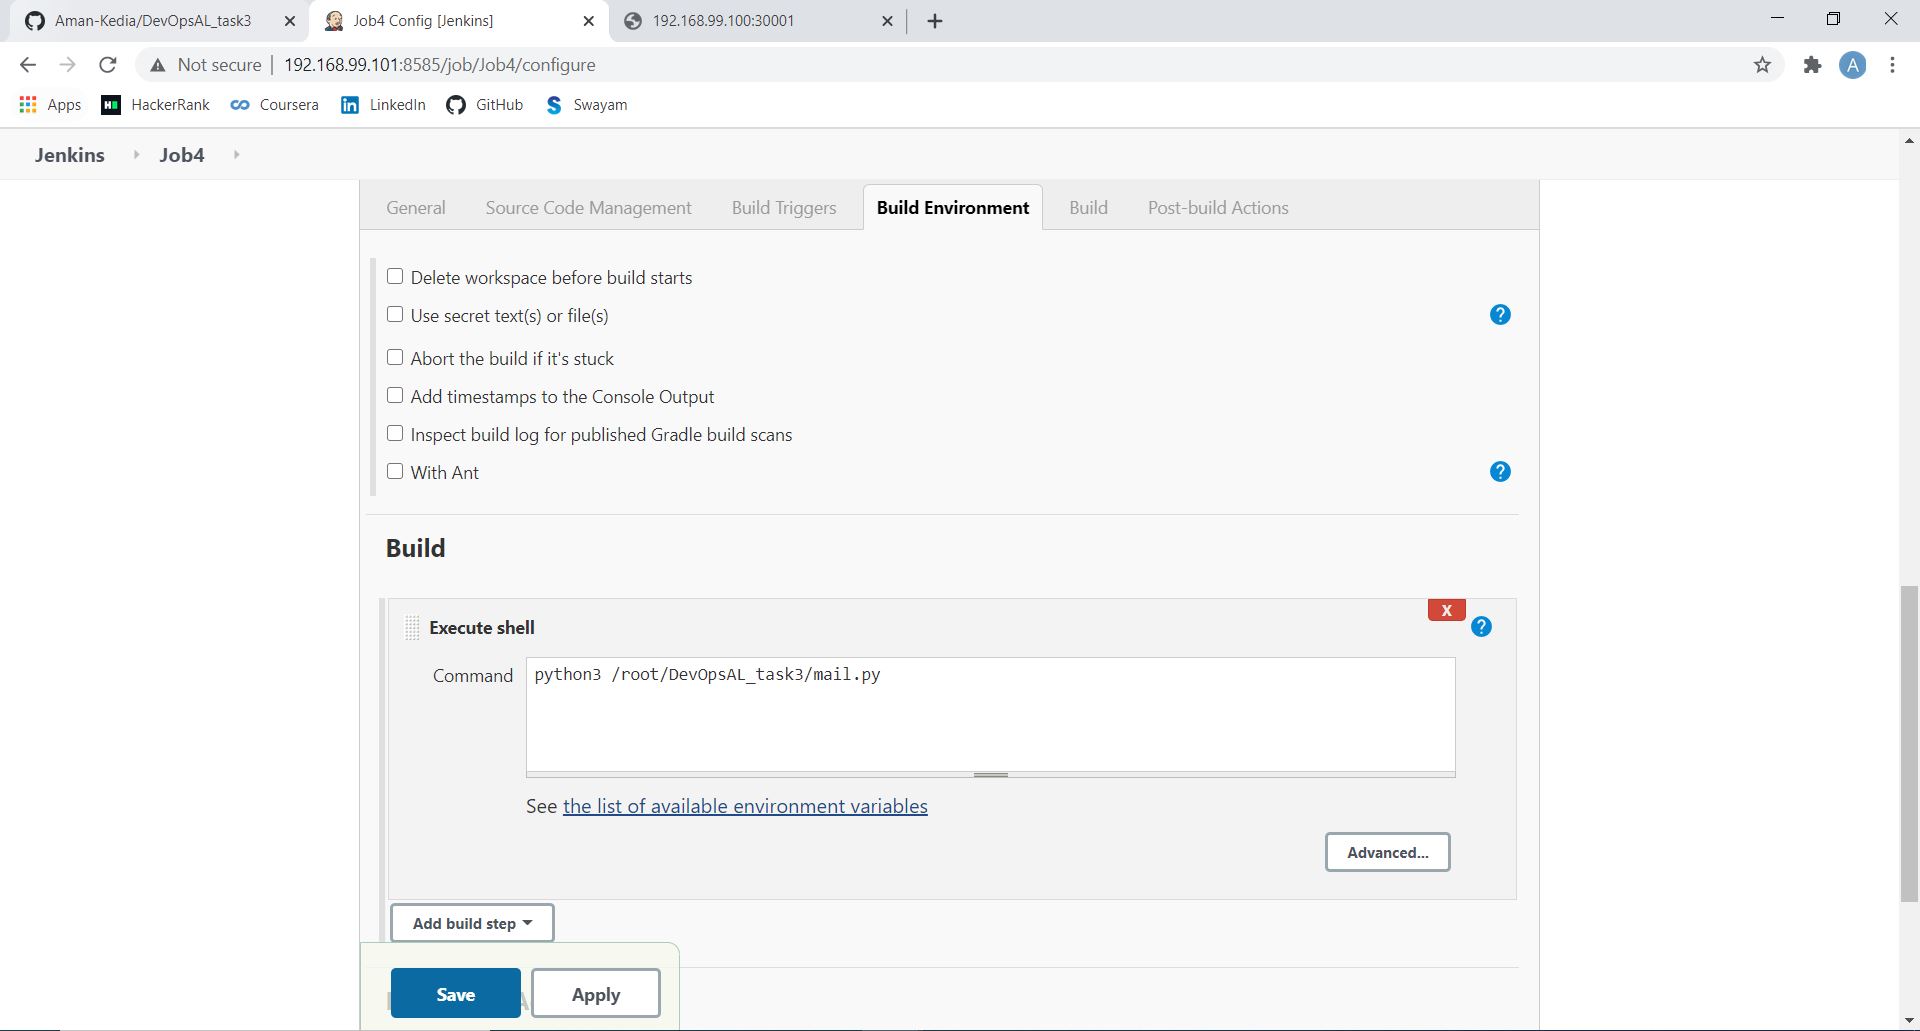 Aman-Kedia/DevOpsAL_task3
Job4 Config [Jenkins]
192.168.99.100:30001
Not secure | 192.168.99.101:8585/job/Job4/configure
A
Apps
HackerRank
Coursera
LinkedIn
GitHub
Swayam
Jenkins
Job4
General
Source Code Management
Build Triggers
Build Environment
Build
Post-build Actions
Delete workspace before build starts
Use secret text(s) or file(s)
?
Abort the build if it's stuck
Add timestamps to the Console Output
Inspect build log for published Gradle build scans
With Ant
?
Build
X
Execute shell
?
Command
python3 /root/DevOpsAL_task3/mail.py
See the list of available environment variables
Advanced...
Add build step
Save
Apply